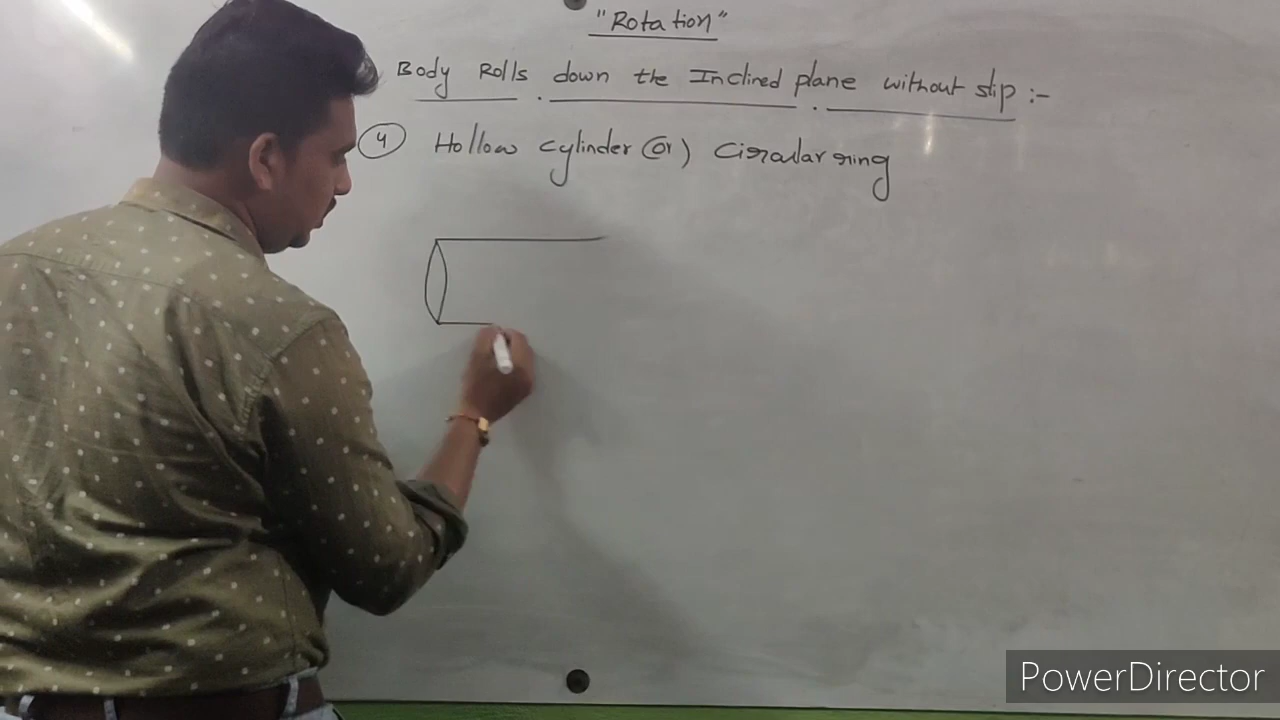 "Rotation"
Body Rolls down the Inclined plane without slip :-
4 Hollow cylinder (or) Circular ring
PowerDirector